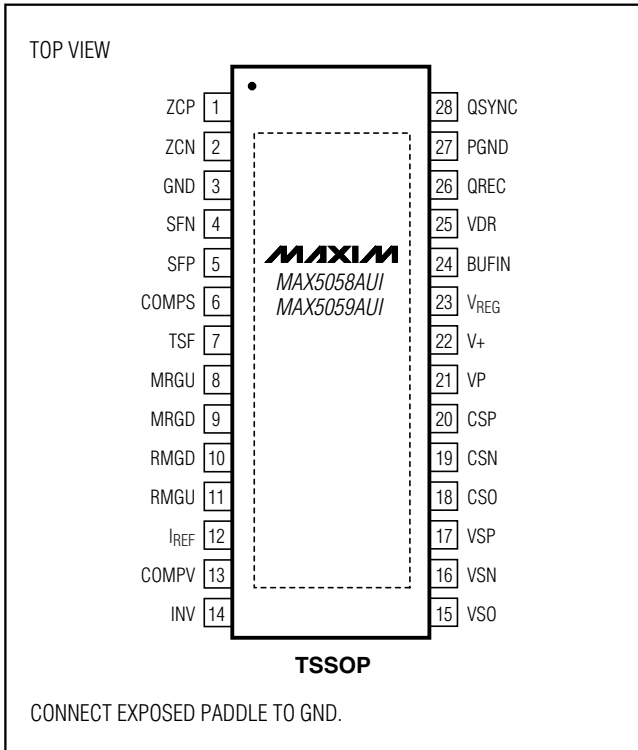 TOP VIEW
ZCP 1
ZCN 2
GND 3
SFN 4
SFP 5
COMPS 6
TSF 7
MRGU 8
MRGD 9
RMGD 10
RMGU 11
IREF 12
COMPV 13
INV 14
MAXIM
MAX5058AUI
MAX5059AUI
28 QSYNC
27 PGND
26 QREC
25 VDR
24 BUFIN
23 VREG
22 V+
21 VP
20 CSP
19 CSN
18 CSO
17 VSP
16 VSN
15 VSO
TSSOP
CONNECT EXPOSED PADDLE TO GND.